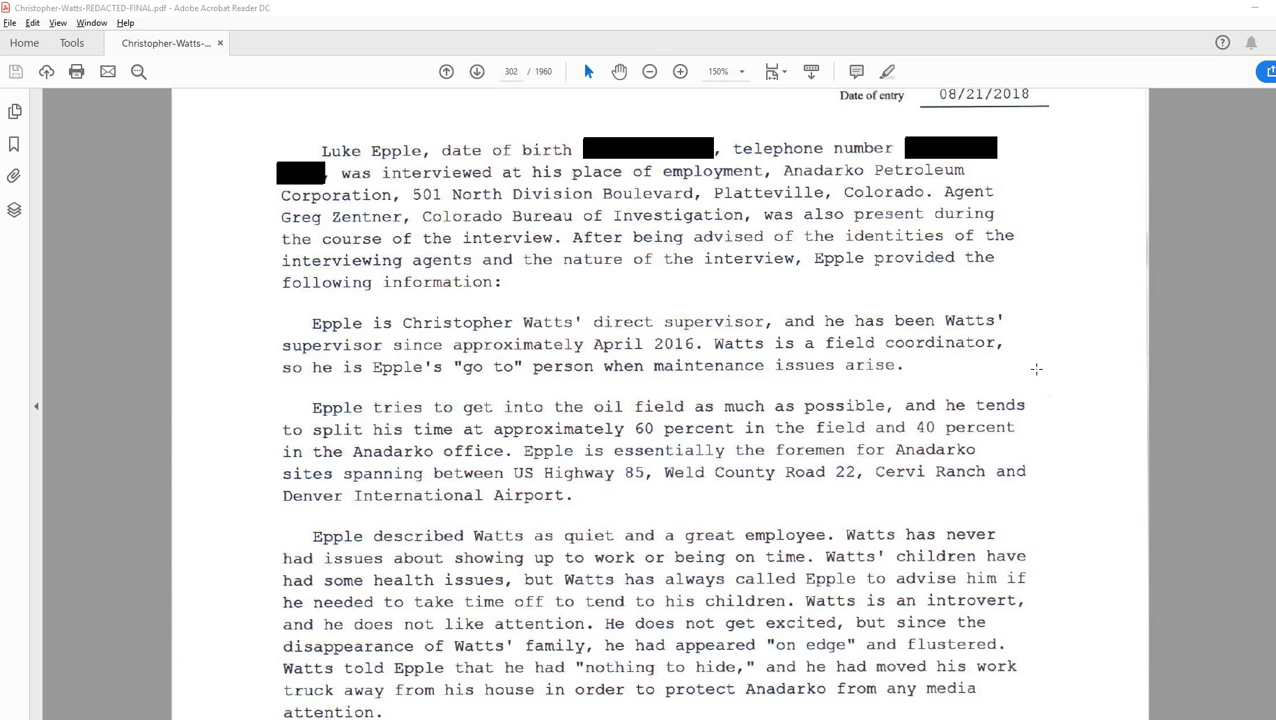 Christopher-Watts-REDACTED-FINAL.pdf - Adobe Acrobat Reader DC
File Edit View Window Help
Home Tools Christopher-Watts-... ×
302 / 1960 150%
Date of entry 08/21/2018
Luke Epple, date of birth , telephone number
, was interviewed at his place of employment, Anadarko Petroleum
Corporation, 501 North Division Boulevard, Platteville, Colorado. Agent
Greg Zentner, Colorado Bureau of Investigation, was also present during
the course of the interview. After being advised of the identities of the
interviewing agents and the nature of the interview, Epple provided the
following information:
Epple is Christopher Watts' direct supervisor, and he has been Watts'
supervisor since approximately April 2016. Watts is a field coordinator,
so he is Epple's "go to" person when maintenance issues arise.
Epple tries to get into the oil field as much as possible, and he tends
to split his time at approximately 60 percent in the field and 40 percent
in the Anadarko office. Epple is essentially the foremen for Anadarko
sites spanning between US Highway 85, Weld County Road 22, Cervi Ranch and
Denver International Airport.
Epple described Watts as quiet and a great employee. Watts has never
had issues about showing up to work or being on time. Watts' children have
had some health issues, but Watts has always called Epple to advise him if
he needed to take time off to tend to his children. Watts is an introvert,
and he does not like attention. He does not get excited, but since the
disappearance of Watts' family, he had appeared "on edge" and flustered.
Watts told Epple that he had "nothing to hide," and he had moved his work
truck away from his house in order to protect Anadarko from any media
attention.